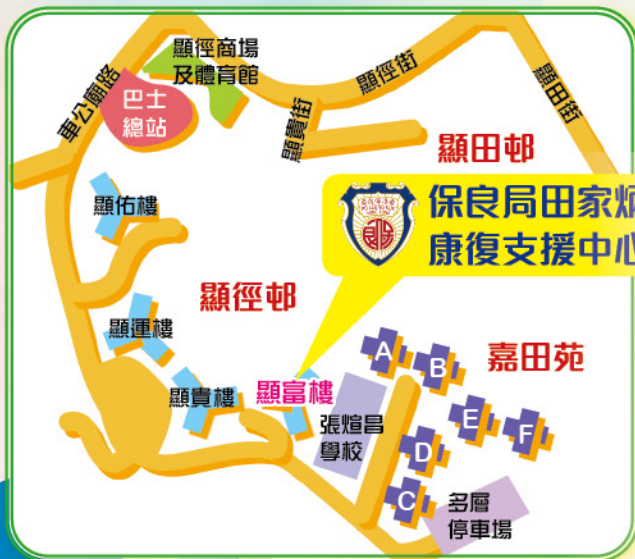 顯徑商場
及體育館
顯徑街
顯田街
車公廟路
巴士
總站
顯貴街
顯田邨
保良局田家炳
康復支援中心
顯佑樓
顯徑邨
顯運樓
顯貴樓
顯富樓
張煊昌
學校
嘉田苑
A
B
E
F
D
C
多層
停車場